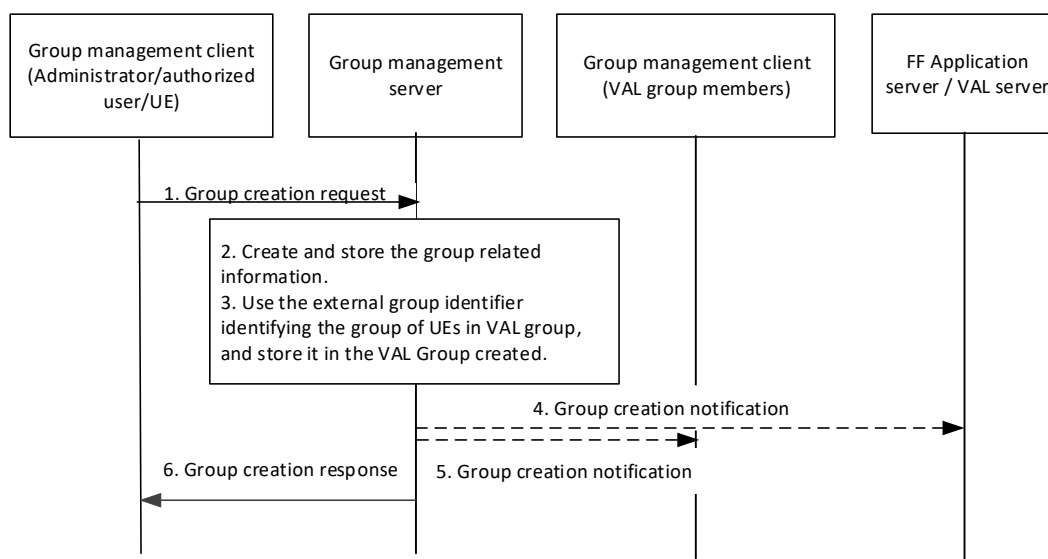 Group management client
(Administrator/authorized
user/UE)
Group management
server
Group management client
(VAL group members)
FF Application
server / VAL server
1. Group creation request
2. Create and store the group related
information.
3. Use the external group identifier
identifying the group of UEs in VAL group,
and store it in the VAL Group created.
4. Group creation notification
6. Group creation response
5. Group creation notification